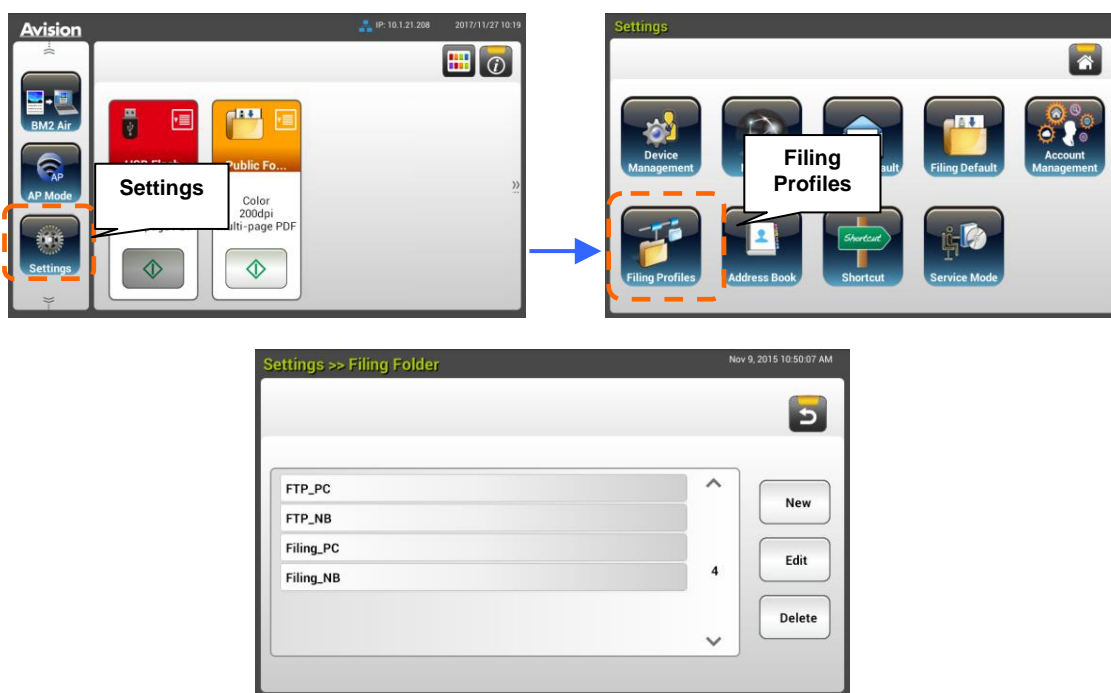 Avision
IP: 10.1.21.208
2017/11/27 10:19
BM2 Air
AP
AP Mode
Settings
Settings
Public Fo...
Color
200dpi
PDF
Settings
Device
Management
Filing
Profiles
Filing Default
Account
Management
Filing Profiles
Address Book
Shortcut
Shortcut
Service Mode
Settings >> Filing Folder
Nov 9, 2015 10:50:07 AM
FTP_PC
FTP_NB
Filing_PC
Filing_NB
4
New
Edit
Delete